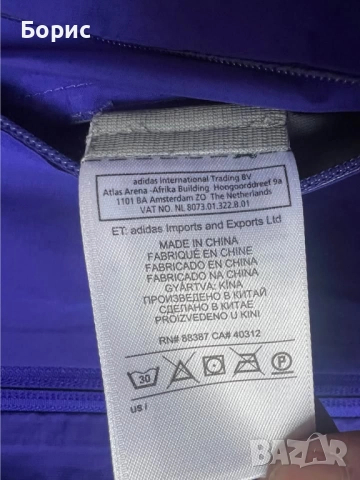 Борис
adidas International Trading BV
Atlas Arena -Afrika Building Hoogoorddreef 9a
1101 BA Amsterdam ZO The Netherlands
VAT NO. NL 8073.01.322.B.01
ET: adidas Imports and Exports Ltd
MADE IN CHINA
FABRIQUÉ EN CHINE
FABRICADO EN CHINA
FABRICADO NA CHINA
GYÁRTVA: KÍNA
ПРОИЗВЕДЕНО В КИТАЙ
СДЕЛАНО В КИТАЕ
PROIZVEDENO U KINI
RN# 88387 CA# 40312
30
P
US /
BAZAR
bg